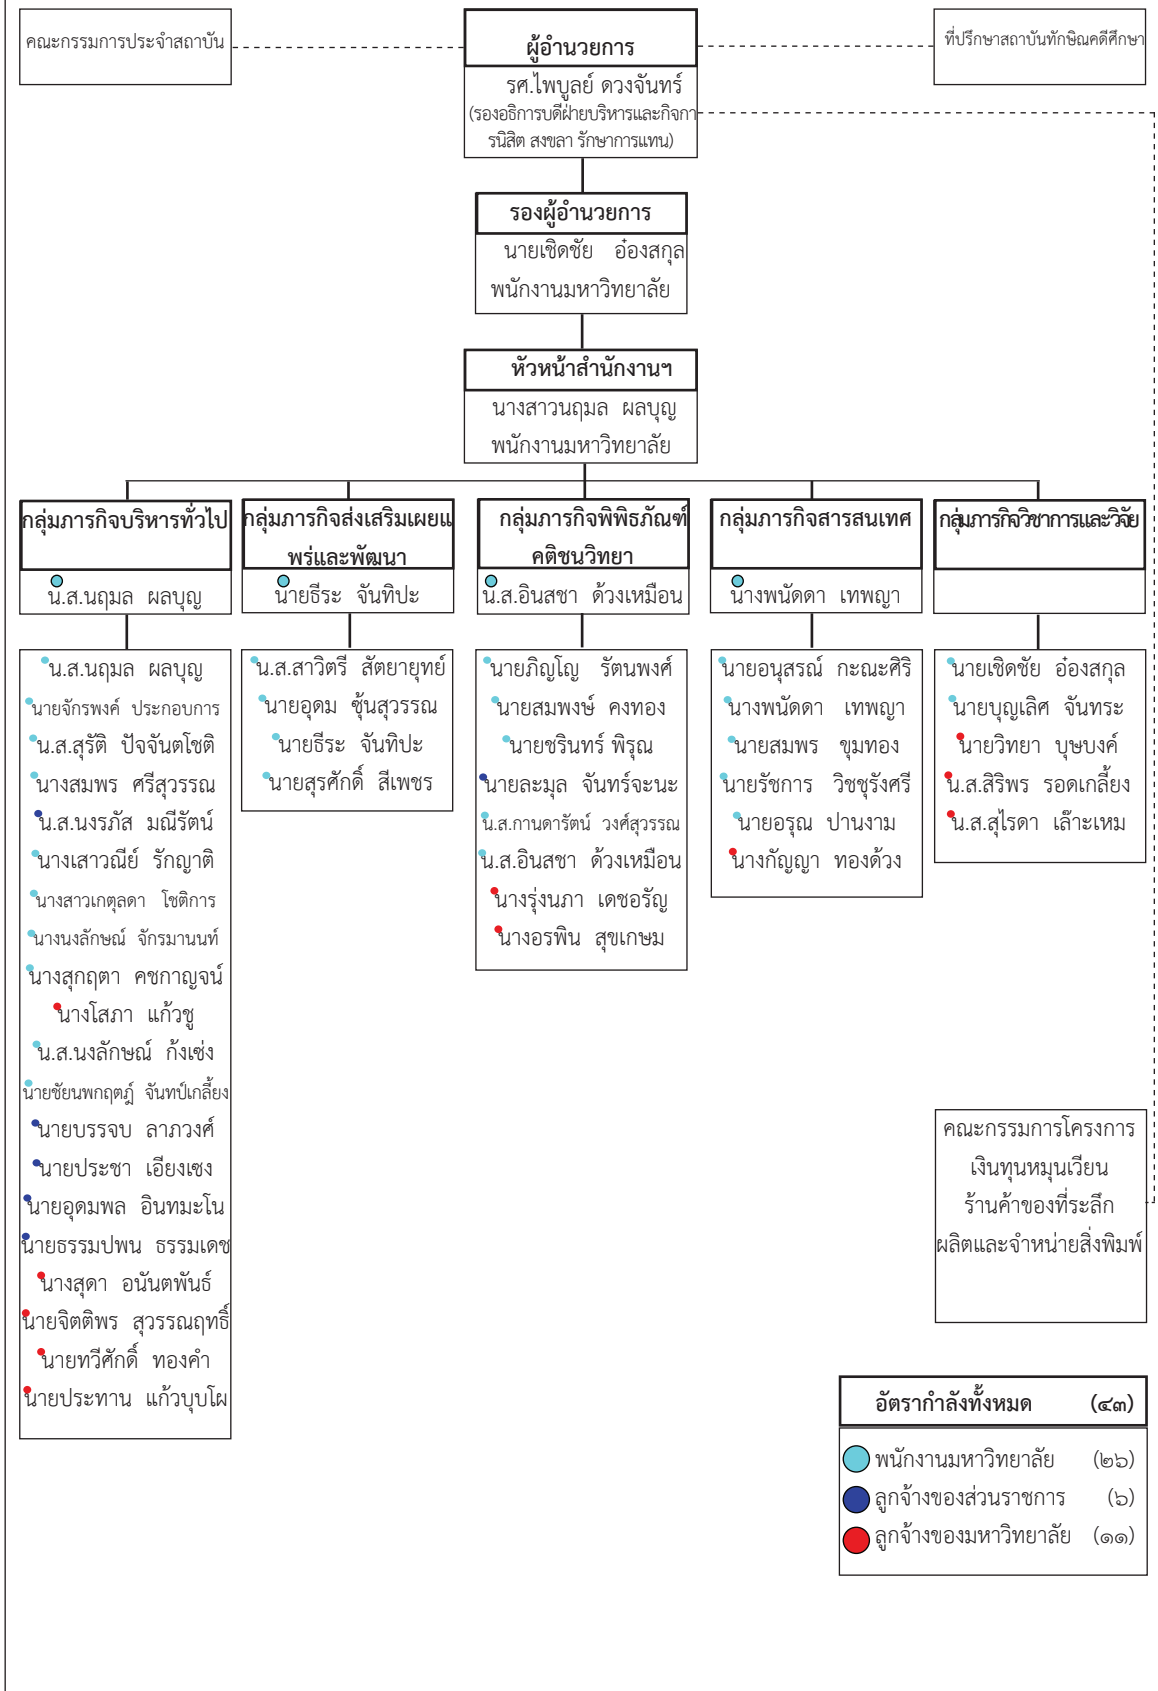 คณะกรรมการประจำสถาบัน
ผู้อำนวยการ
ที่ปรึกษาสถาบันทักษิณคดีศึกษา
รศ.ไพบูลย์ ดวงจันทร์
(รองอธิการบดีฝ่ายบริหารและกิจกา
รนิสิต สงขลา รักษาการแทน)
รองผู้อำนวยการ
นายเชิดชัย อ๋องสกุล
พนักงานมหาวิทยาลัย
หัวหน้าสำนักงานฯ
นางสาวนฤมล ผลบุญ
พนักงานมหาวิทยาลัย
กลุ่มภารกิจบริหารทั่วไป
น.ส.นฤมล ผลบุญ
น.ส.นฤมล ผลบุญ
นายจักรพงค์ ประกอบการ
น.ส.สุรัติ ปัจจันตโชติ
นางสมพร ศรีสุวรรณ
น.ส.นงรภัส มณีรัตน์
นางเสาวณีย์ รักญาติ
นางสาวเกตุลดา โชติการ
นางนงลักษณ์ จักรมานนท์
นางสุกฤตา คชกาญจน์
นางโสภา แก้วชู
น.ส.นงลักษณ์ ก้งเซ่ง
นายชัยนพกฤตฎ์ จันทป์เกลี้ยง
นายบรรจบ ลาภวงศ์
นายประชา เอียงเซง
นายอุดมพล อินทมะโน
นายธรรมปพน ธรรมเดช
นางสุดา อนันตพันธ์
นายจิตติพร สุวรรณฤทธิ์
นายทวีศักดิ์ ทองคำ
นายประทาน แก้วบุบโผ
กลุ่มภารกิจส่งเสริมเผยแ
พร่และพัฒนา
นายธีระ จันทิปะ
น.ส.สาวิตรี สัตยายุทย์
นายอุดม ชุ้นสุวรรณ
นายธีระ จันทิปะ
นายสุรศักดิ์ สีเพชร
กลุ่มภารกิจพิพิธภัณฑ์
คติชนวิทยา
น.ส.อินสชา ด้วงเหมือน
นายภิญโญ รัตนพงศ์
นายสมพงษ์ คงทอง
นายชรินทร์ พิรุณ
นายละมุล จันทร์จะนะ
น.ส.กานดารัตน์ วงศ์สุวรรณ
น.ส.อินสชา ด้วงเหมือน
นางรุ่งนภา เดชอรัญ
นางอรพิน สุขเกษม
กลุ่มภารกิจสารสนเทศ
นางพนัดดา เทพญา
นายอนุสรณ์ กะณะศิริ
นางพนัดดา เทพญา
นายสมพร ขุมทอง
นายรัชการ วิชชุรังศรี
นายอรุณ ปานงาม
นางกัญญา ทองด้วง
กลุ่มภารกิจวิชาการและวิจัย
นายเชิดชัย อ๋องสกุล
นายบุญเลิศ จันทระ
นายวิทยา บุษบงค์
น.ส.สิริพร รอดเกลี้ยง
น.ส.สุไรดา เล๊าะเหม
คณะกรรมการโครงการ
เงินทุนหมุนเวียน
ร้านค้าของที่ระลึก
ผลิตและจำหน่ายสิ่งพิมพ์
อัตรากำลังทั้งหมด (๔๓)
พนักงานมหาวิทยาลัย (๒๖)
ลูกจ้างของส่วนราชการ (๖)
ลูกจ้างของมหาวิทยาลัย (๑๑)